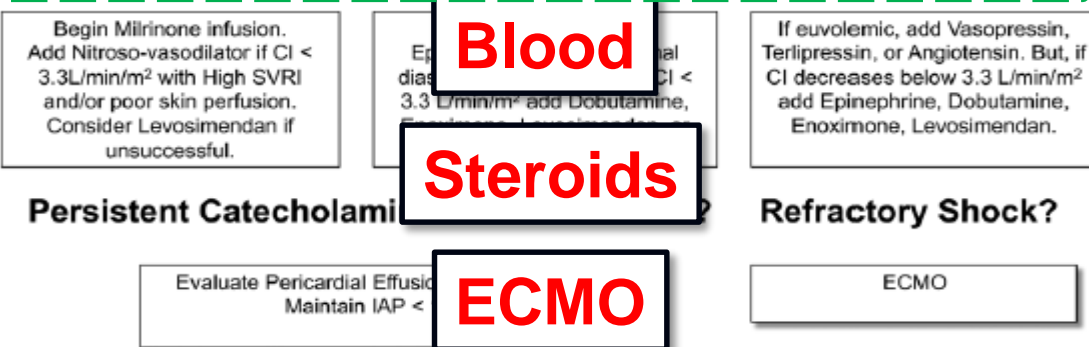 Begin Milrinone infusion.
Add Nitroso-vasodilator if CI <
3.3L/min/m² with High SVRI
and/or poor skin perfusion.
Consider Levosimendan if
unsuccessful.
Blood
CI <
3.3 L/min/m² add Dobutamine,
If euvolemic, add Vasopressin,
Terlipressin, or Angiotensin. But, if
CI decreases below 3.3 L/min/m²
add Epinephrine, Dobutamine,
Enoximone, Levosimendan.
Steroids
Persistent ?
Refractory Shock?
Evaluate Pericardial
Maintain IAP <
ECMO
ECMO